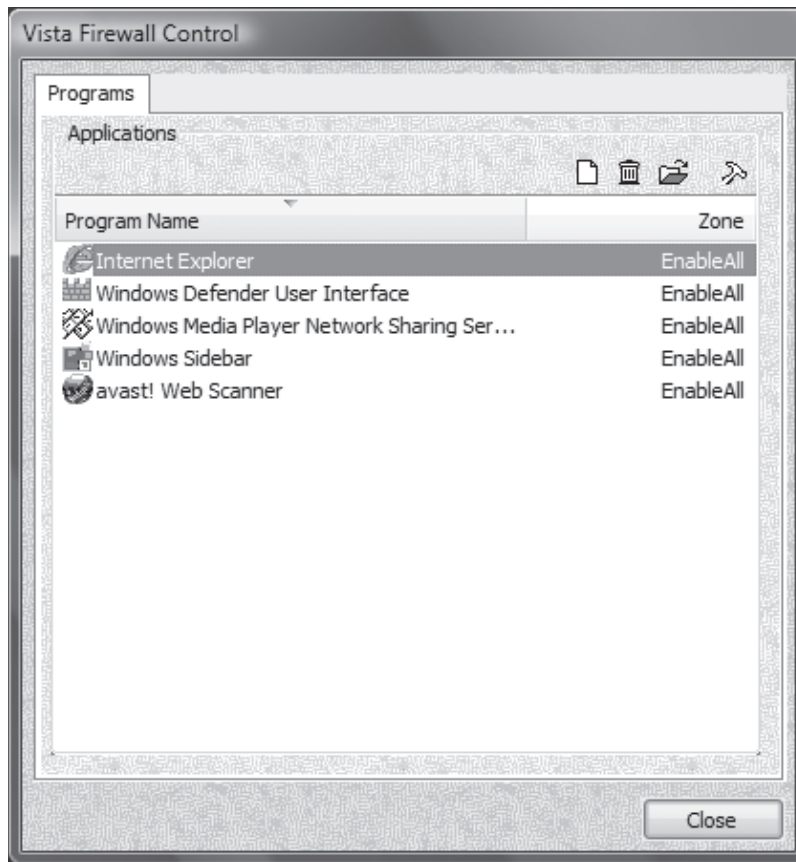 Vista Firewall Control
Programs
Applications
Program Name Zone
Internet Explorer EnableAll
Windows Defender User Interface EnableAll
Windows Media Player Network Sharing Ser... EnableAll
Windows Sidebar EnableAll
avast! Web Scanner EnableAll
Close